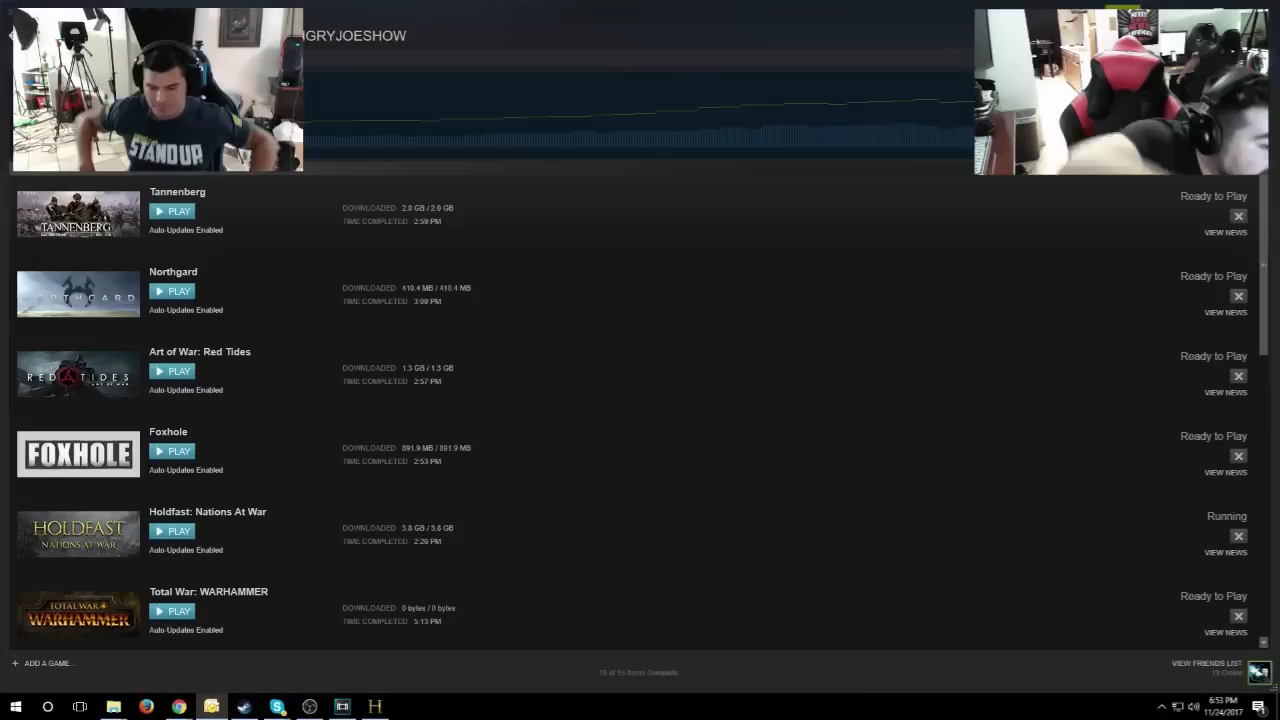 NGRYJOESHOW
STANDUP
Tannenberg
PLAY
Auto-Updates Enabled
DOWNLOADED 2.0 GB / 2.0 GB
TIME COMPLETED 2:59 PM
Ready to Play
VIEW NEWS
TANNENBERG
Northgard
PLAY
Auto-Updates Enabled
DOWNLOADED 410.4 MB / 410.4 MB
TIME COMPLETED 3:00 PM
Ready to Play
VIEW NEWS
Art of War: Red Tides
PLAY
Auto-Updates Enabled
DOWNLOADED 1.3 GB / 1.3 GB
TIME COMPLETED 2:57 PM
Ready to Play
VIEW NEWS
RED TIDES
Foxhole
PLAY
Auto-Updates Enabled
DOWNLOADED 891.9 MB / 891.9 MB
TIME COMPLETED 2:53 PM
Ready to Play
VIEW NEWS
FOXHOLE
Holdfast: Nations At War
PLAY
Auto-Updates Enabled
DOWNLOADED 3.8 GB / 3.8 GB
TIME COMPLETED 2:26 PM
Running
VIEW NEWS
HOLDFAST
NATIONS AT WAR
Total War: WARHAMMER
PLAY
Auto-Updates Enabled
DOWNLOADED 0 bytes / 0 bytes
TIME COMPLETED 5:13 PM
Ready to Play
VIEW NEWS
TOTAL WAR
WARHAMMER
+ ADD A GAME...
15 of 15 Items Complete
VIEW FRIENDS LIST
6:53 PM
11/24/2017